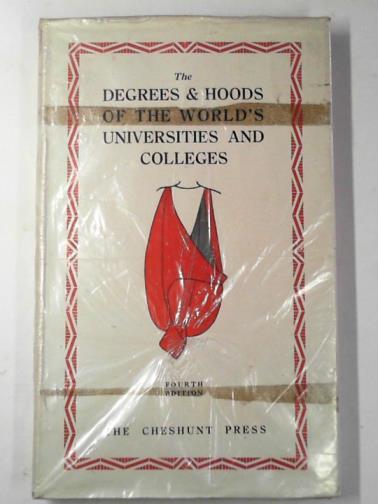 The
DEGREES & HOODS
OF THE WORLD'S
UNIVERSITIES AND
COLLEGES
FOURTH
EDITION
THE CHESHUNT PRESS